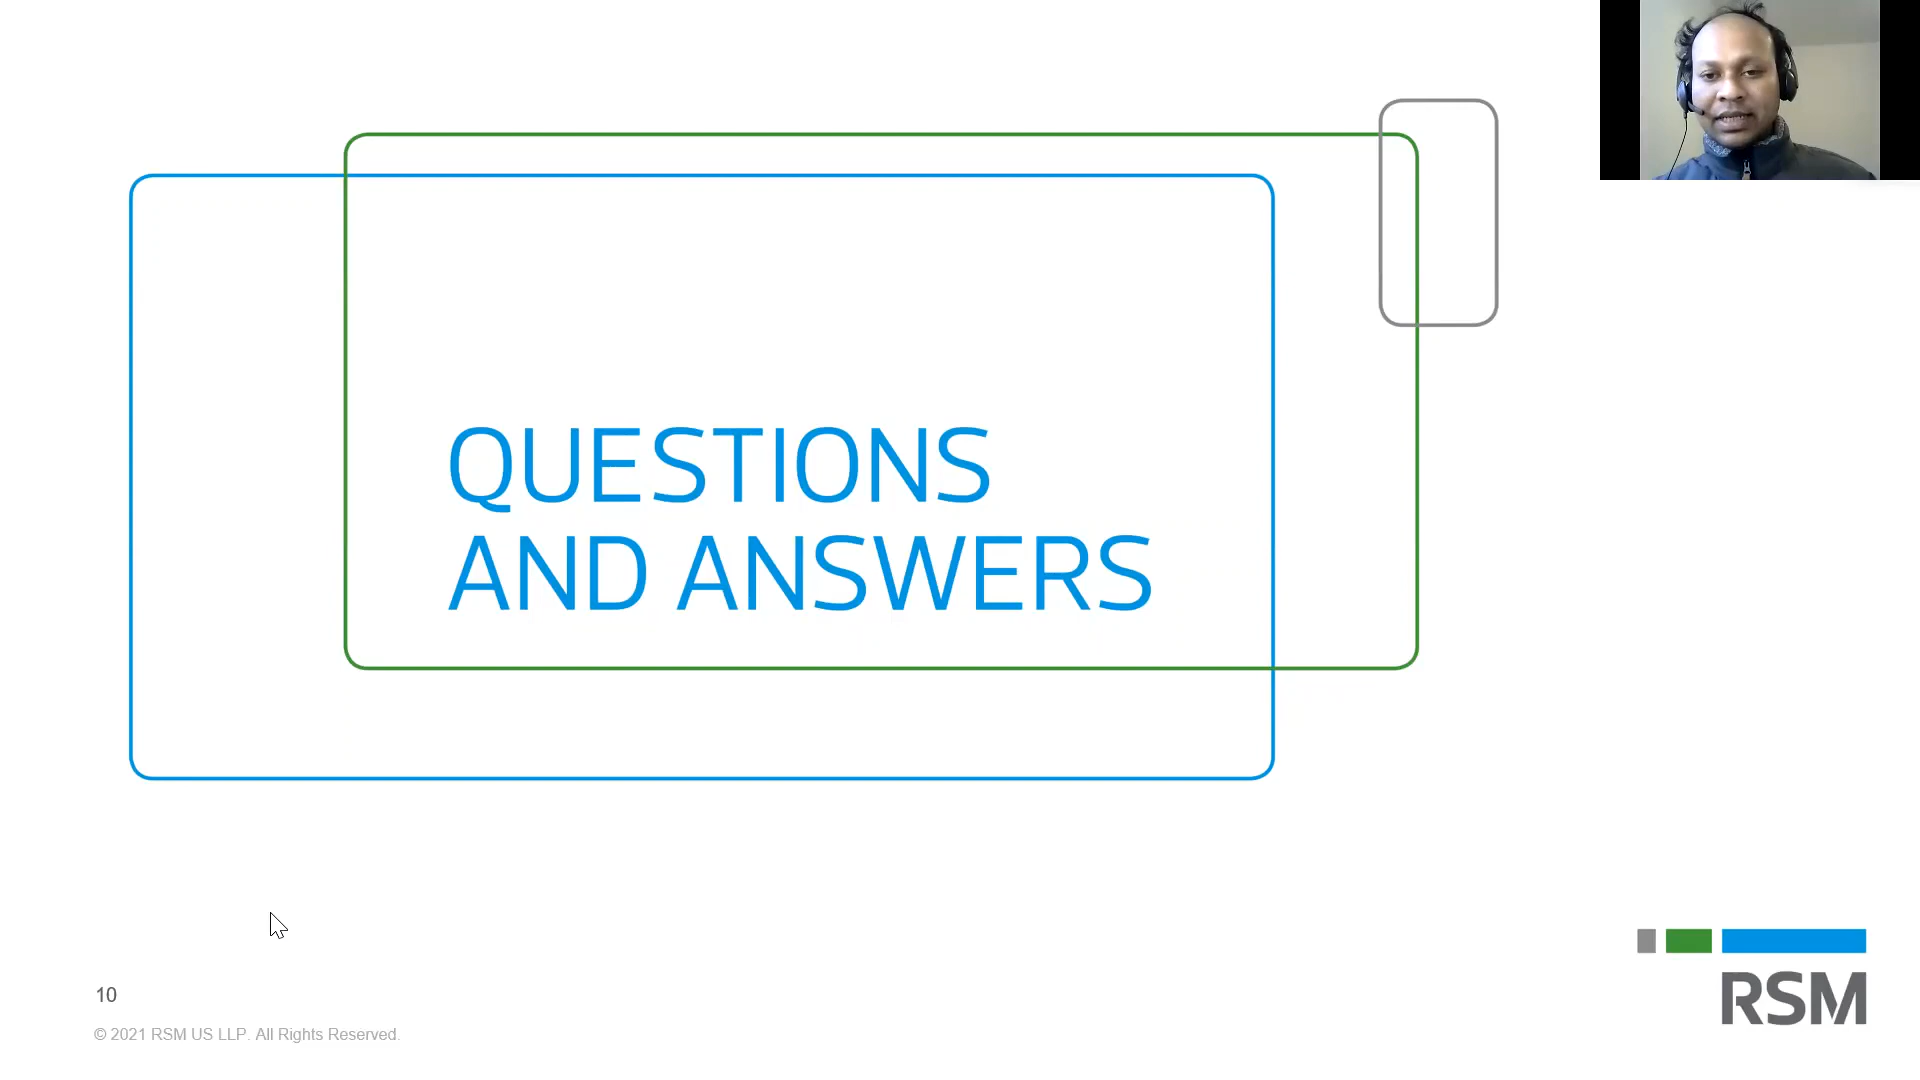 QUESTIONS
AND ANSWERS
10
© 2021 RSM US LLP. All Rights Reserved.
RSM